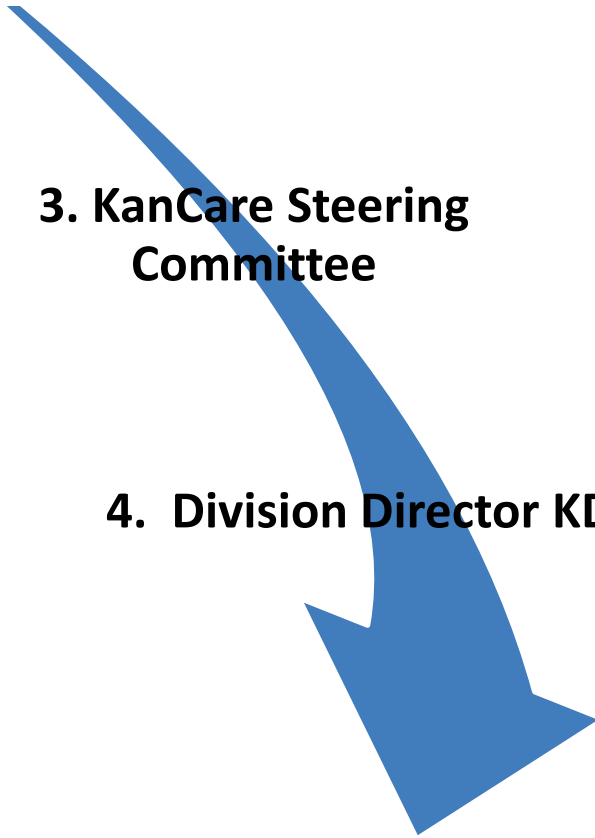 3. KanCare Steering
Committee
4. Division Director KD